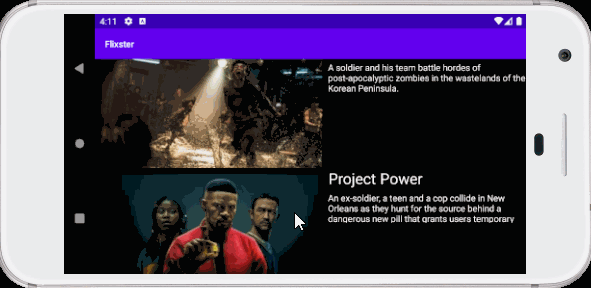 4:11
Flixster
A soldier and his team battle hordes of
post-apocalyptic zombies in the wastelands of the
Korean Peninsula.
Project Power
An ex-soldier, a teen and a cop collide in New
Orleans as they hunt for the source behind a
dangerous new pill that grants users temporary